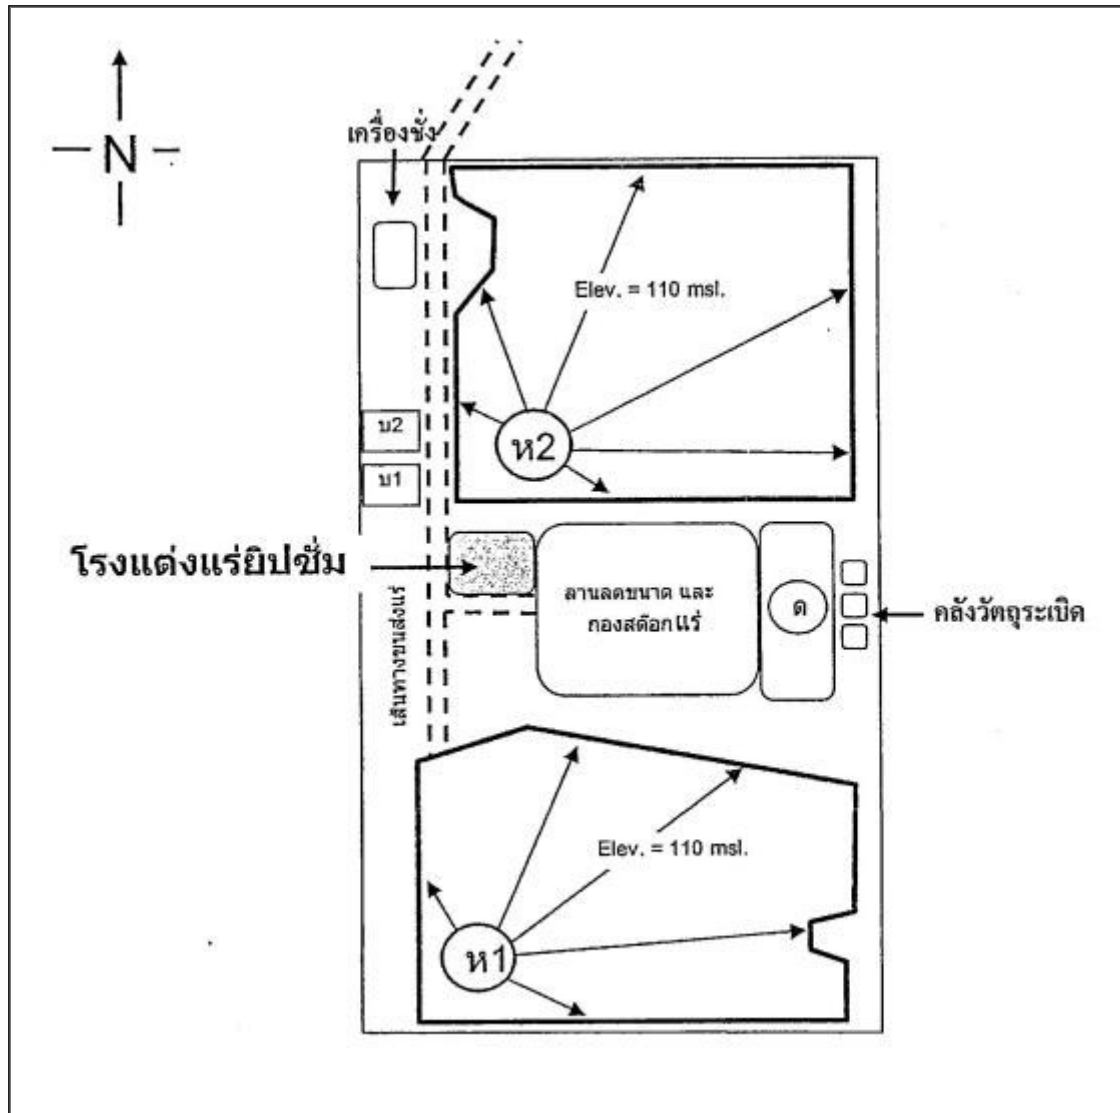 N
เครื่องชั่ง
Elev. = 110 msl.
ห2
บ2
บ1
โรงแต่งแร่ยิปซั่ม
ลานลดขนาด และ
กองสต๊อกแร่
ด
คลังวัตถุระเบิด
เส้นทางขนส่งแร่
Elev. = 110 msl.
ห1